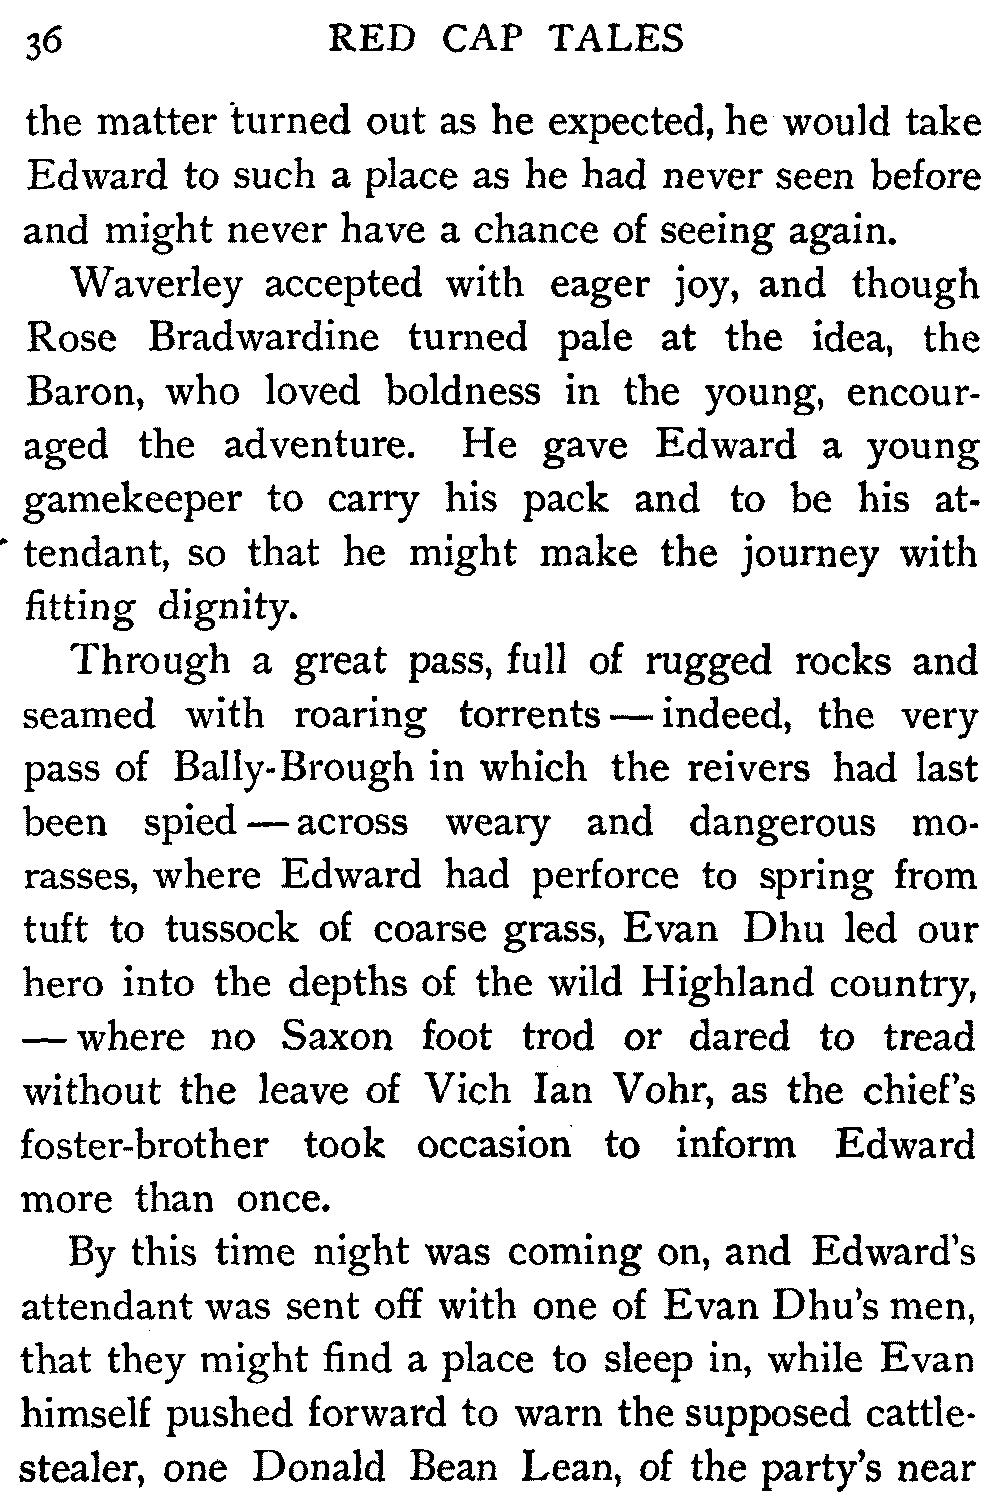 36 RED CAP TALES
the matter turned out as he expected, he would take
Edward to such a place as he had never seen before
and might never have a chance of seeing again.
Waverley accepted with eager joy, and though
Rose Bradwardine turned pale at the idea, the
Baron, who loved boldness in the young, encour-
aged the adventure. He gave Edward a young
gamekeeper to carry his pack and to be his at-
tendant, so that he might make the journey with
fitting dignity.
Through a great pass, full of rugged rocks and
seamed with roaring torrents — indeed, the very
pass of Bally-Brough in which the reivers had last
been spied — across weary and dangerous mo-
rasses, where Edward had perforce to spring from
tuft to tussock of coarse grass, Evan Dhu led our
hero into the depths of the wild Highland country,
— where no Saxon foot trod or dared to tread
without the leave of Vich Ian Vohr, as the chief's
foster-brother took occasion to inform Edward
more than once.
By this time night was coming on, and Edward's
attendant was sent off with one of Evan Dhu's men,
that they might find a place to sleep in, while Evan
himself pushed forward to warn the supposed cattle-
stealer, one Donald Bean Lean, of the party's near